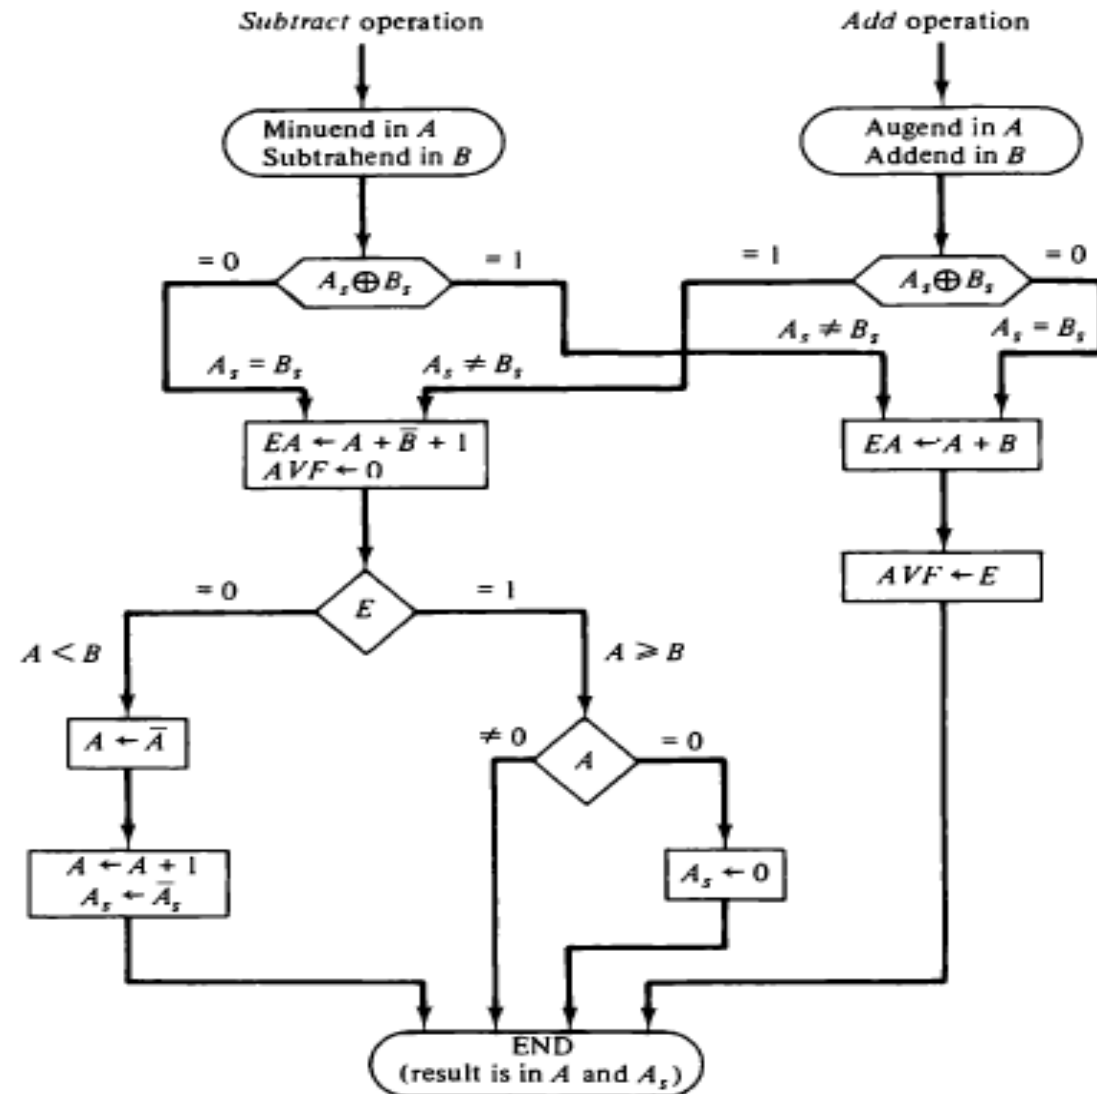 Subtract operation
Add operation
Minuend in A
Subtrahend in B
Augend in A
Addend in B
= 0
A_s ⊕ B_s
= 1
= 1
A_s ⊕ B_s
= 0
A_s = B_s
A_s ≠ B_s
A_s ≠ B_s
A_s = B_s
EA ← A + B̅ + 1
AVF ← 0
EA ← A + B
AVF ← E
= 0
E
= 1
A < B
A ⩾ B
A ← A̅
≠ 0
A
= 0
A ← A + 1
A_s ← A̅_s
A_s ← 0
END
(result is in A and A_s)